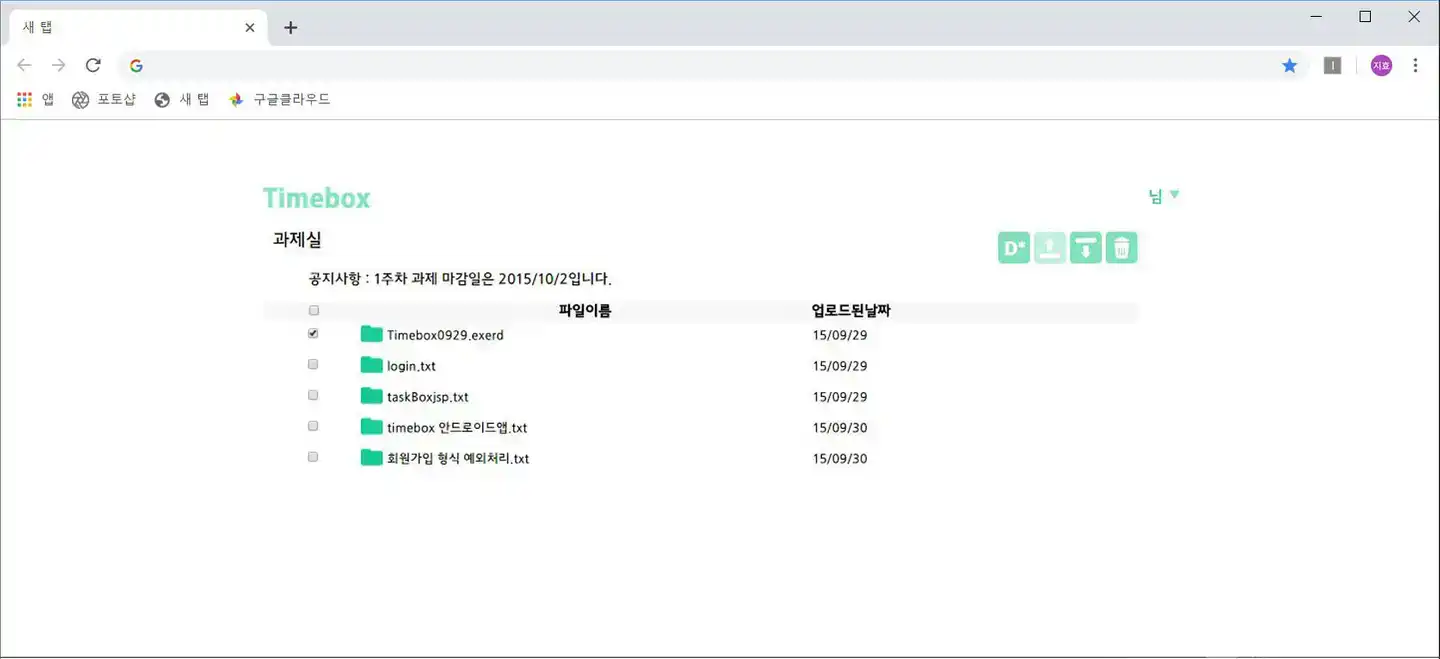 새 탭
앱 포토샵 새 탭 구글클라우드
지효
Timebox
님
과제실
D*
공지사항 : 1주차 과제 마감일은 2015/10/2입니다.
파일이름 업로드된날짜
Timebox0929.exerd 15/09/29
login.txt 15/09/29
taskBoxjsp.txt 15/09/29
timebox 안드로이드앱.txt 15/09/30
회원가입 형식 예외처리.txt 15/09/30